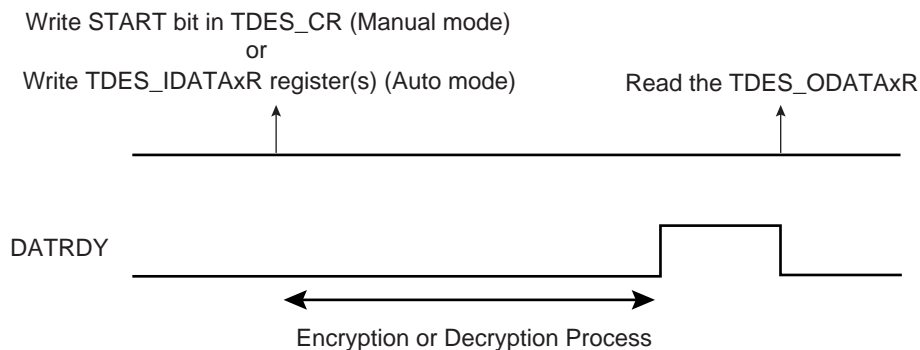 Write START bit in TDES_CR (Manual mode)
or
Write TDES_IDATAxR register(s) (Auto mode)
Read the TDES_ODATAxR
DATRDY
Encryption or Decryption Process